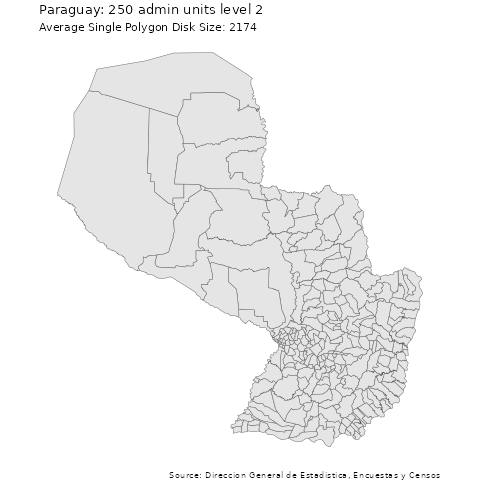 Paraguay: 250 admin units level 2
Average Single Polygon Disk Size: 2174
Source: Direccion General de Estadistica, Encuestas y Censos